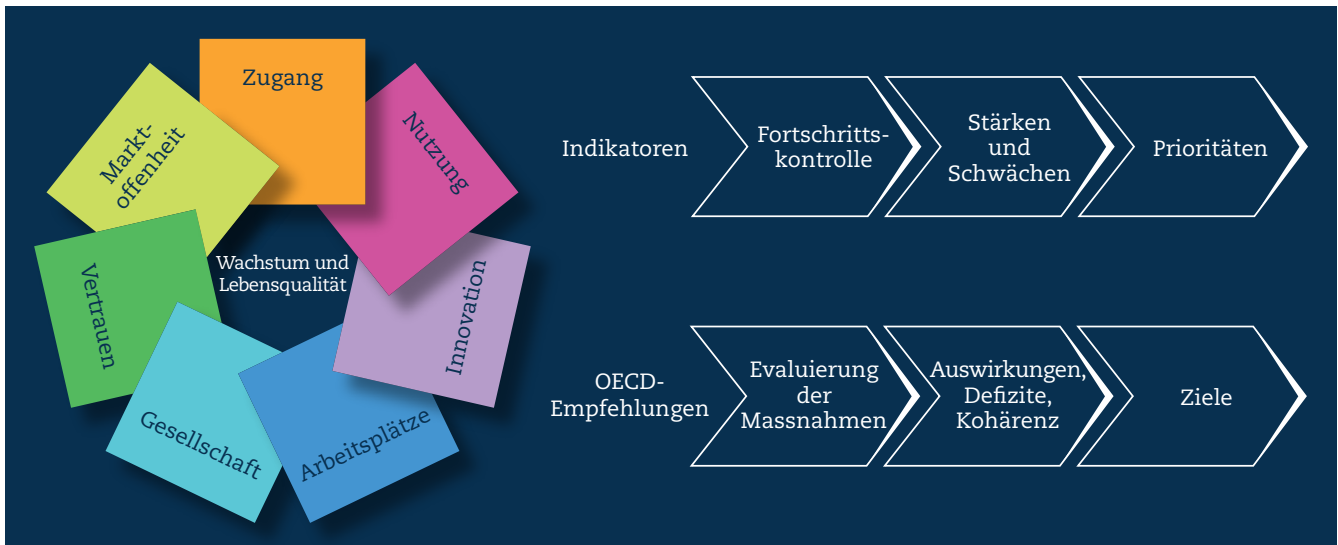 Zugang
Nutzung
Innovation
Arbeitsplätze
Gesellschaft
Vertrauen
Markt-
offenheit
Wachstum und
Lebensqualität
Indikatoren
Fortschritts-
kontrolle
Stärken
und
Schwächen
Prioritäten
OECD-
Empfehlungen
Evaluierung
der
Massnahmen
Auswirkungen,
Defizite,
Kohärenz
Ziele